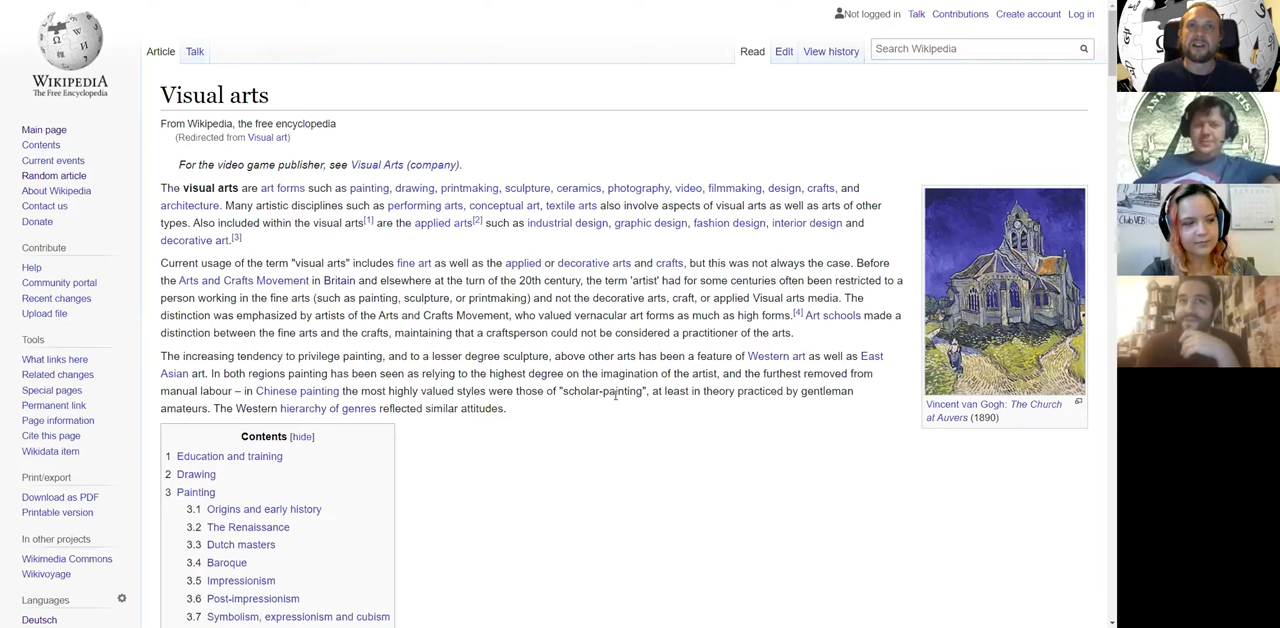 Not logged in Talk Contributions Create account Log in
WIKIPEDIA
The Free Encyclopedia
Article Talk
Read Edit View history
Search Wikipedia
Main page
Contents
Current events
Random article
About Wikipedia
Contact us
Donate
Contribute
Help
Community portal
Recent changes
Upload file
Tools
What links here
Related changes
Special pages
Permanent link
Page information
Cite this page
Wikidata item
Print/export
Download as PDF
Printable version
In other projects
Wikimedia Commons
Wikivoyage
Languages
Deutsch
Visual arts
From Wikipedia, the free encyclopedia
(Redirected from Visual art)
For the video game publisher, see Visual Arts (company).
The visual arts are art forms such as painting, drawing, printmaking, sculpture, ceramics, photography, video, filmmaking, design, crafts, and
architecture. Many artistic disciplines such as performing arts, conceptual art, textile arts also involve aspects of visual arts as well as arts of other
types. Also included within the visual arts[1] are the applied arts[2] such as industrial design, graphic design, fashion design, interior design and
decorative art.[3]
Current usage of the term "visual arts" includes fine art as well as the applied or decorative arts and crafts, but this was not always the case. Before
the Arts and Crafts Movement in Britain and elsewhere at the turn of the 20th century, the term 'artist' had for some centuries often been restricted to a
person working in the fine arts (such as painting, sculpture, or printmaking) and not the decorative arts, craft, or applied Visual arts media. The
distinction was emphasized by artists of the Arts and Crafts Movement, who valued vernacular art forms as much as high forms.[4] Art schools made a
distinction between the fine arts and the crafts, maintaining that a craftsperson could not be considered a practitioner of the arts.
The increasing tendency to privilege painting, and to a lesser degree sculpture, above other arts has been a feature of Western art as well as East
Asian art. In both regions painting has been seen as relying to the highest degree on the imagination of the artist, and the furthest removed from
manual labour – in Chinese painting the most highly valued styles were those of "scholar-painting", at least in theory practiced by gentleman
amateurs. The Western hierarchy of genres reflected similar attitudes.
Vincent van Gogh: The Church
at Auvers (1890)
Contents [hide]
1 Education and training
2 Drawing
3 Painting
3.1 Origins and early history
3.2 The Renaissance
3.3 Dutch masters
3.4 Baroque
3.5 Impressionism
3.6 Post-impressionism
3.7 Symbolism, expressionism and cubism